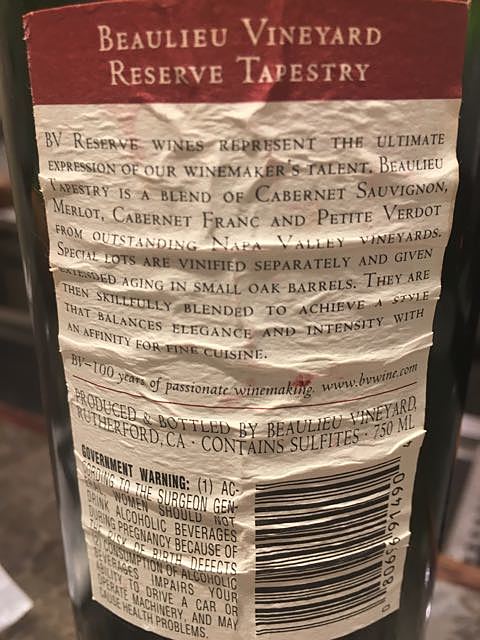 BEAULIEU VINEYARD
RESERVE TAPESTRY
BV RESERVE WINES REPRESENT THE ULTIMATE
EXPRESSION OF OUR WINEMAKER'S TALENT. BEAULIEU
TAPESTRY IS A BLEND OF CABERNET SAUVIGNON,
MERLOT, CABERNET FRANC AND PETITE VERDOT
FROM OUTSTANDING NAPA VALLEY VINEYARDS.
SPECIAL LOTS ARE VINIFIED SEPARATELY AND GIVEN
EXTENDED AGING IN SMALL OAK BARRELS. THEY ARE
THEN SKILLFULLY BLENDED TO ACHIEVE A STYLE
THAT BALANCES ELEGANCE AND INTENSITY WITH
AN AFFINITY FOR FINE CUISINE.
BV–100 years of passionate winemaking. www.bvwine.com
PRODUCED & BOTTLED BY BEAULIEU VINEYARD,
RUTHERFORD, CA · CONTAINS SULFITES · 750 ML
GOVERNMENT WARNING: (1) AC-
CORDING TO THE SURGEON GEN-
ERAL, WOMEN SHOULD NOT
DRINK ALCOHOLIC BEVERAGES
DURING PREGNANCY BECAUSE OF
THE RISK OF BIRTH DEFECTS.
CONSUMPTION OF ALCOHOLIC
BEVERAGES IMPAIRS YOUR
ABILITY TO DRIVE A CAR OR
OPERATE MACHINERY, AND MAY
CAUSE HEALTH PROBLEMS.